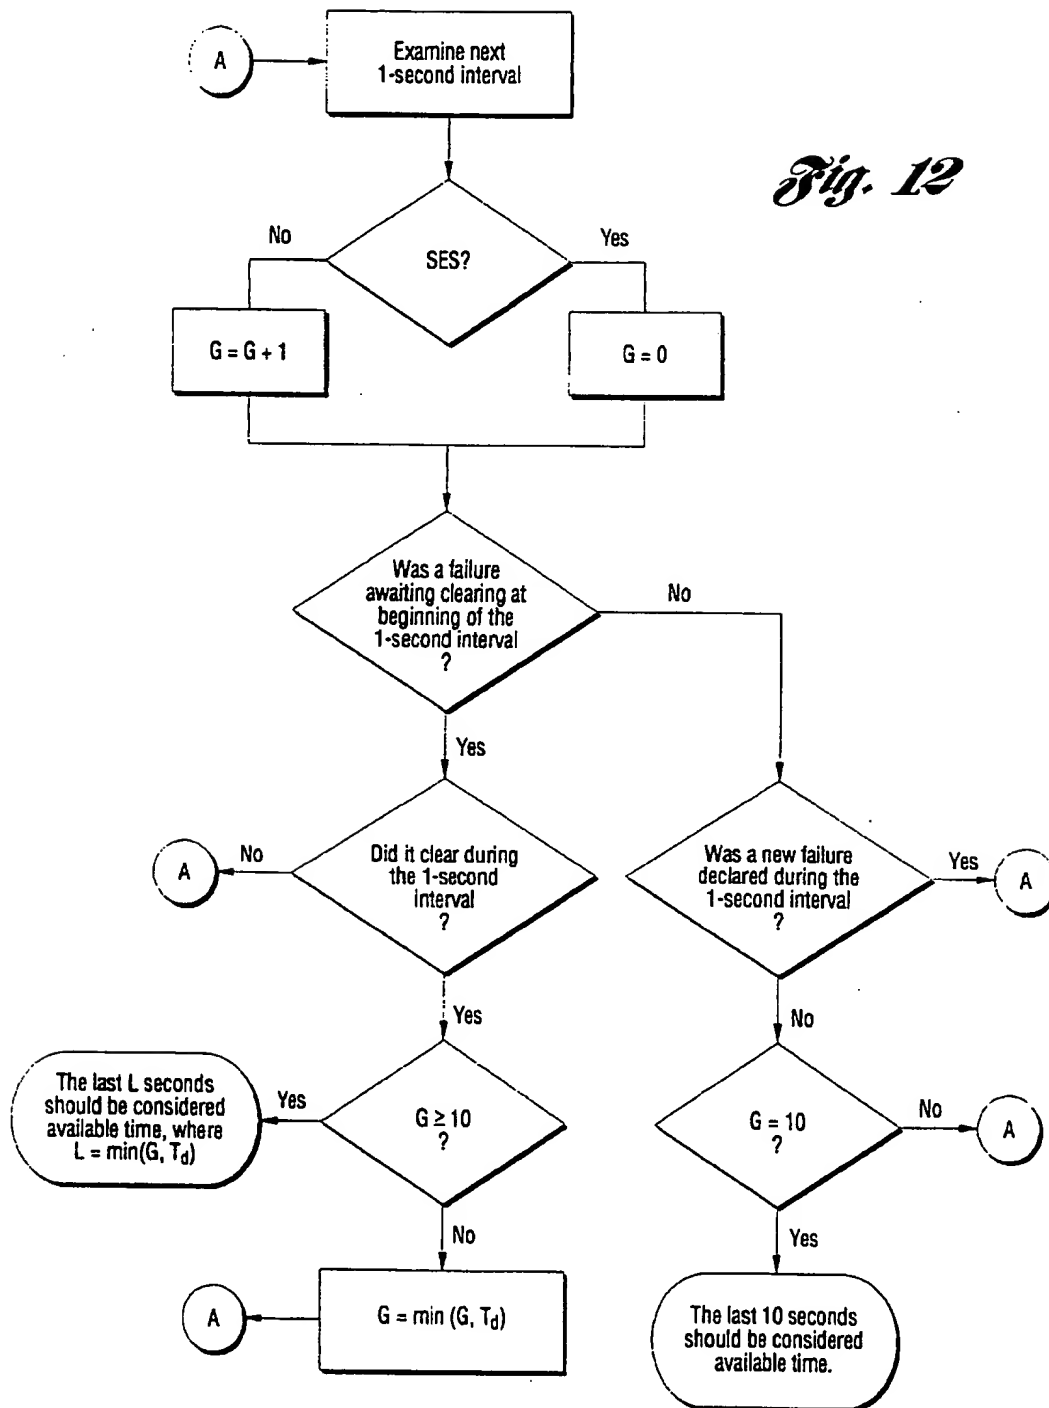 A
Examine next
1-second interval
Fig. 12
No
SES?
Yes
G = G + 1
G = 0
Was a failure
awaiting clearing at
beginning of the
1-second interval
?
No
Yes
A
No
Did it clear during
the 1-second
interval
?
Was a new failure
declared during the
1-second interval
?
Yes
A
Yes
No
The last L seconds
should be considered
available time, where
L = min(G, Td)
Yes
G ≥ 10
?
G = 10
?
No
A
No
Yes
A
G = min (G, Td)
The last 10 seconds
should be considered
available time.